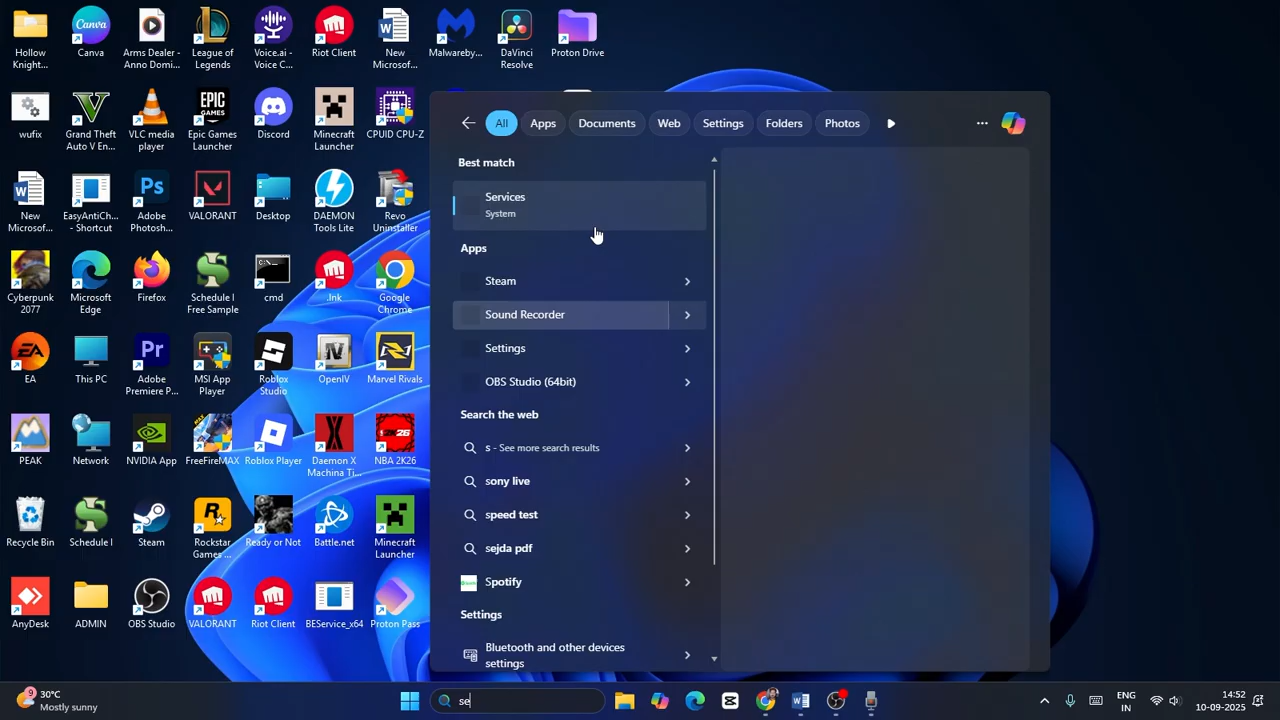 Hollow
Knight...
Canva
Arms Dealer -
Anno Domi...
League of
Legends
Voice.ai -
Voice C...
Riot Client
New
Microsof...
Malwareby...
DaVinci
Resolve
Proton Drive
wufix
Grand Theft
Auto V En...
VLC media
player
Epic Games
Launcher
Discord
Minecraft
Launcher
CPUID CPU-Z
New
Microsof...
EasyAntiCh...
- Shortcut
Adobe
Photosh...
VALORANT
Desktop
DAEMON
Tools Lite
Revo
Uninstaller
Cyberpunk
2077
Microsoft
Edge
Firefox
Schedule I
Free Sample
cmd
.lnk
Google
Chrome
EA
This PC
Adobe
Premiere P...
MSI App
Player
Roblox
Studio
OpenIV
Marvel Rivals
PEAK
Network
NVIDIA App
FreeFireMAX
Roblox Player
Daemon X
Machina Ti...
NBA 2K26
Recycle Bin
Schedule I
Steam
Rockstar
Games ...
Ready or Not
Battle.net
Minecraft
Launcher
AnyDesk
ADMIN
OBS Studio
VALORANT
Riot Client
BEService_x64
Proton Pass
All
Apps
Documents
Web
Settings
Folders
Photos
Best match
Services
System
Apps
Steam
Sound Recorder
Settings
OBS Studio (64bit)
Search the web
s - See more search results
sony live
speed test
sejda pdf
Spotify
Settings
Bluetooth and other devices
settings
9
30°C
Mostly sunny
se
ENG
IN
14:52
10-09-2025